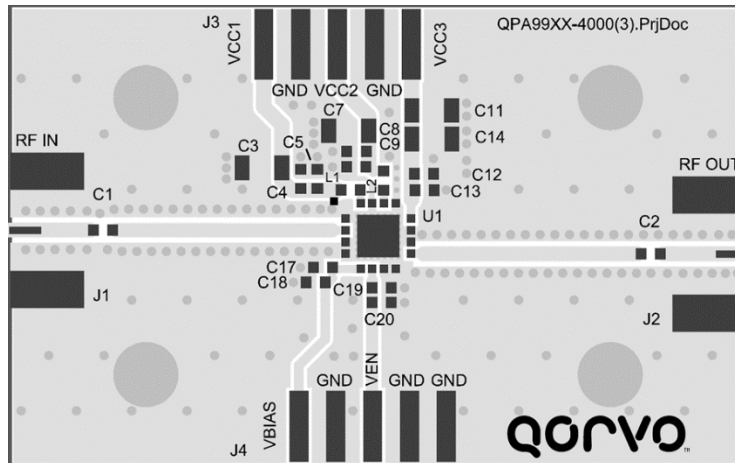 J3
VCC1
VCC3
QPA99XX-4000(3).PrjDoc
GND VCC2 GND
C7
C11
C8
C14
C5
C9
C3
RF IN
L1
L2
C12
RF OUT
C4
C13
C1
U1
C2
C17
C18
C19
J1
C20
J2
GND
VEN
GND GND
VBIAS
J4
QORVO